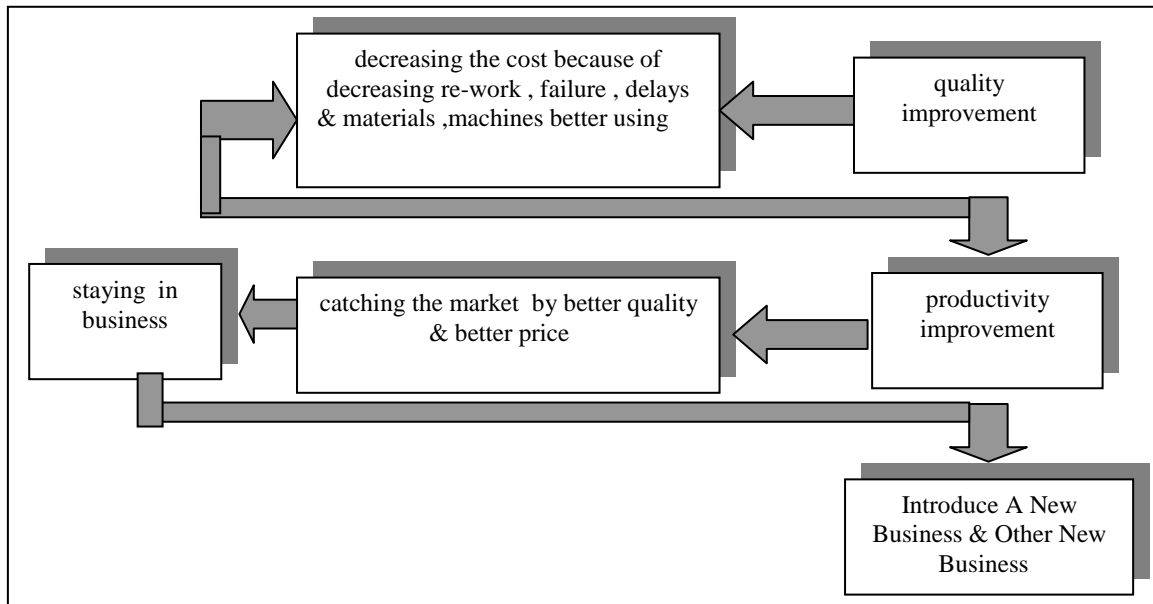 decreasing the cost because of
decreasing re-work , failure , delays
& materials ,machines better using
quality
improvement
staying in
business
catching the market by better quality
& better price
productivity
improvement
Introduce A New
Business & Other New
Business